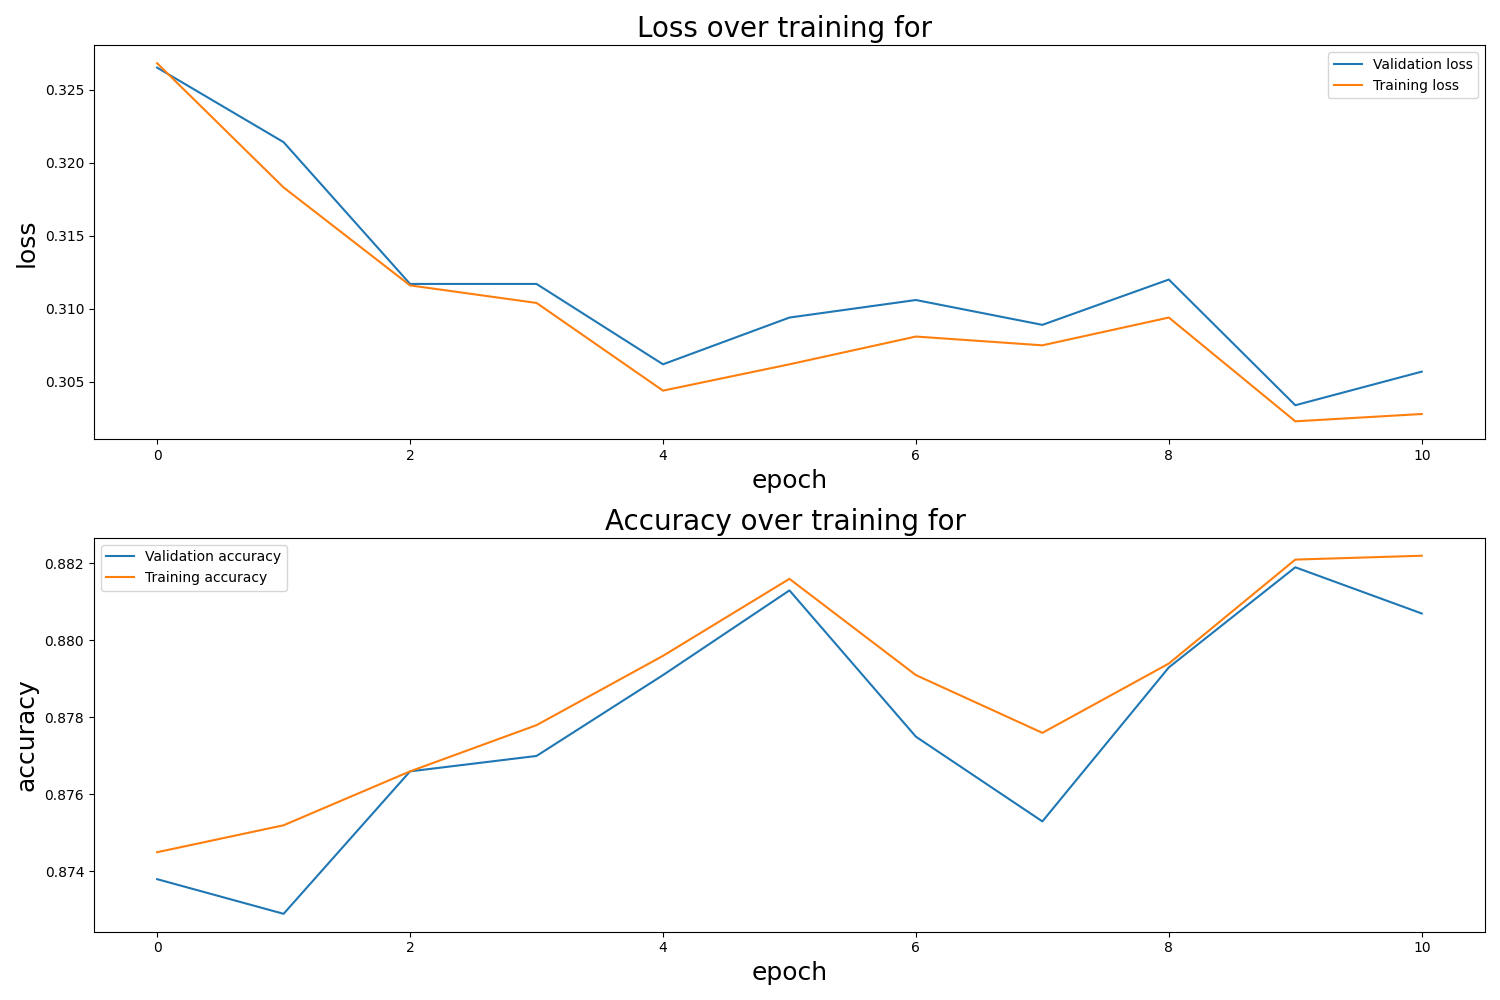 Loss over training for
Validation loss
Training loss
0.325
0.320
0.315
0.310
0.305
loss
0 2 4 6 8 10
epoch
Accuracy over training for
Validation accuracy
Training accuracy
0.882
0.880
0.878
0.876
0.874
accuracy
0 2 4 6 8 10
epoch